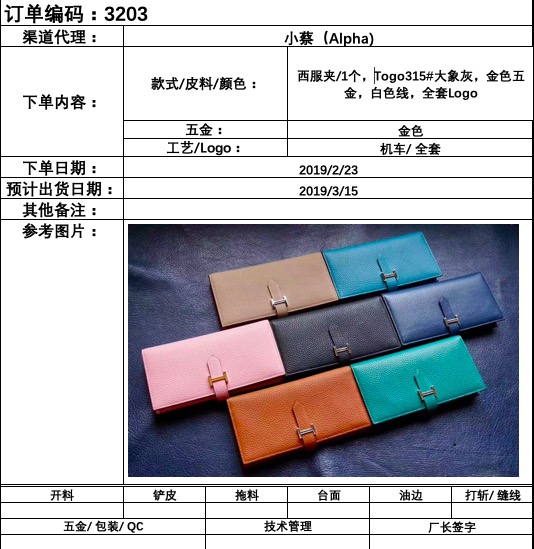 订单编码：3203
渠道代理：
小蔡（Alpha)
下单内容：
款式/皮料/颜色：
西服夹/1个，Togo315#大象灰，金色五
金，白色线，全套Logo
五金：
金色
工艺/Logo：
机车/ 全套
下单日期：
2019/2/23
预计出货日期：
2019/3/15
其他备注：
参考图片：
开料
铲皮
拖料
台面
油边
打斩/ 缝线
五金/ 包装/ QC
技术管理
厂长签字